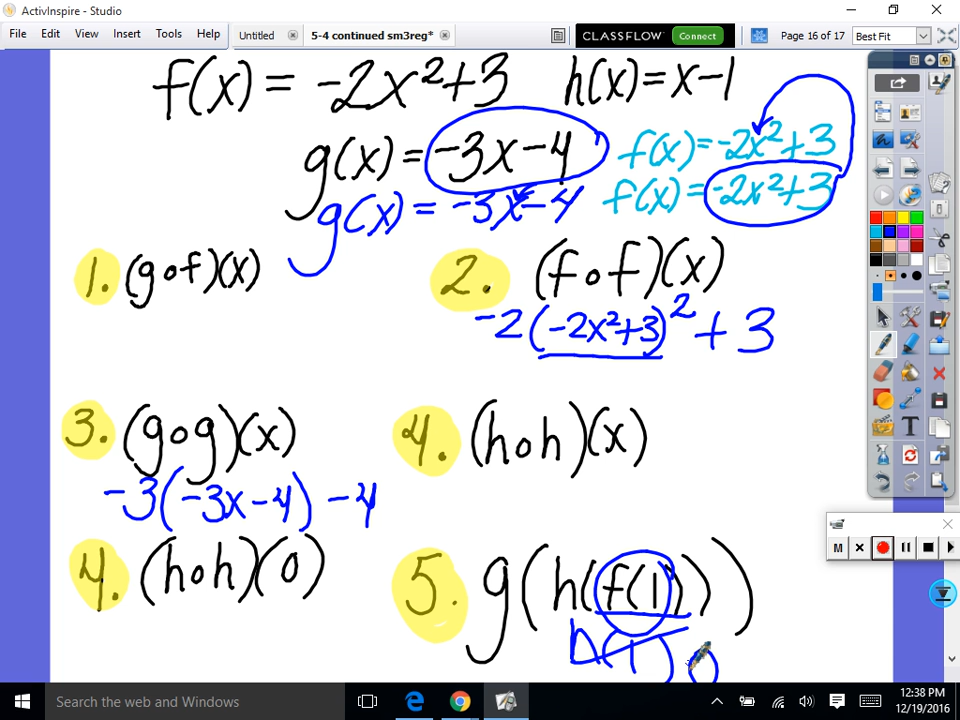 ActivInspire - Studio
File Edit View Insert Tools Help
Untitled
5-4 continued sm3reg*
CLASSFLOW Connect
Page 16 of 17
Best Fit
f(x) = -2x²+3
h(x)=x-1
g(x) = -3x-4
f(x)=-2x²+3
g(x) = -3x-4
f(x)=-2x²+3
1. (g∘f)(x)
2. (f∘f)(x)
-2(-2x²+3)² + 3
3. (g∘g)(x)
4. (h∘h)(x)
-3(-3x-4) -4
4. (h∘h)(0)
5. g(h(f(1)))
h(1) 0
T
M
Search the web and Windows
12:38 PM
12/19/2016